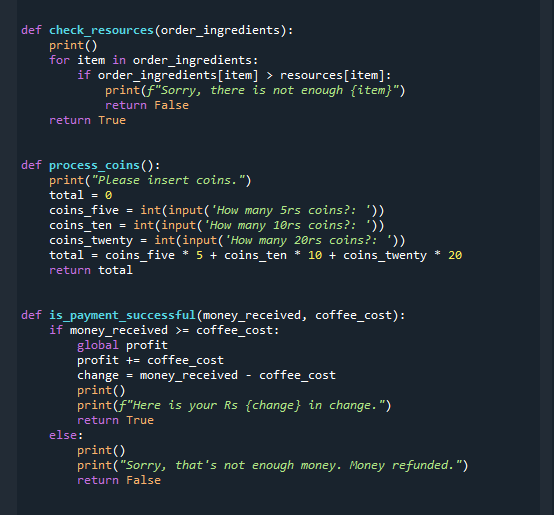 def check_resources(order_ingredients):
    print()
    for item in order_ingredients:
        if order_ingredients[item] > resources[item]:
            print(f"Sorry, there is not enough {item}")
            return False
    return True
def process_coins():
    print("Please insert coins.")
    total = 0
    coins_five = int(input('How many 5rs coins?: '))
    coins_ten = int(input('How many 10rs coins?: '))
    coins_twenty = int(input('How many 20rs coins?: '))
    total = coins_five * 5 + coins_ten * 10 + coins_twenty * 20
    return total
def is_payment_successful(money_received, coffee_cost):
    if money_received >= coffee_cost:
        global profit
        profit += coffee_cost
        change = money_received - coffee_cost
        print()
        print(f"Here is your Rs {change} in change.")
        return True
    else:
        print()
        print("Sorry, that's not enough money. Money refunded.")
        return False